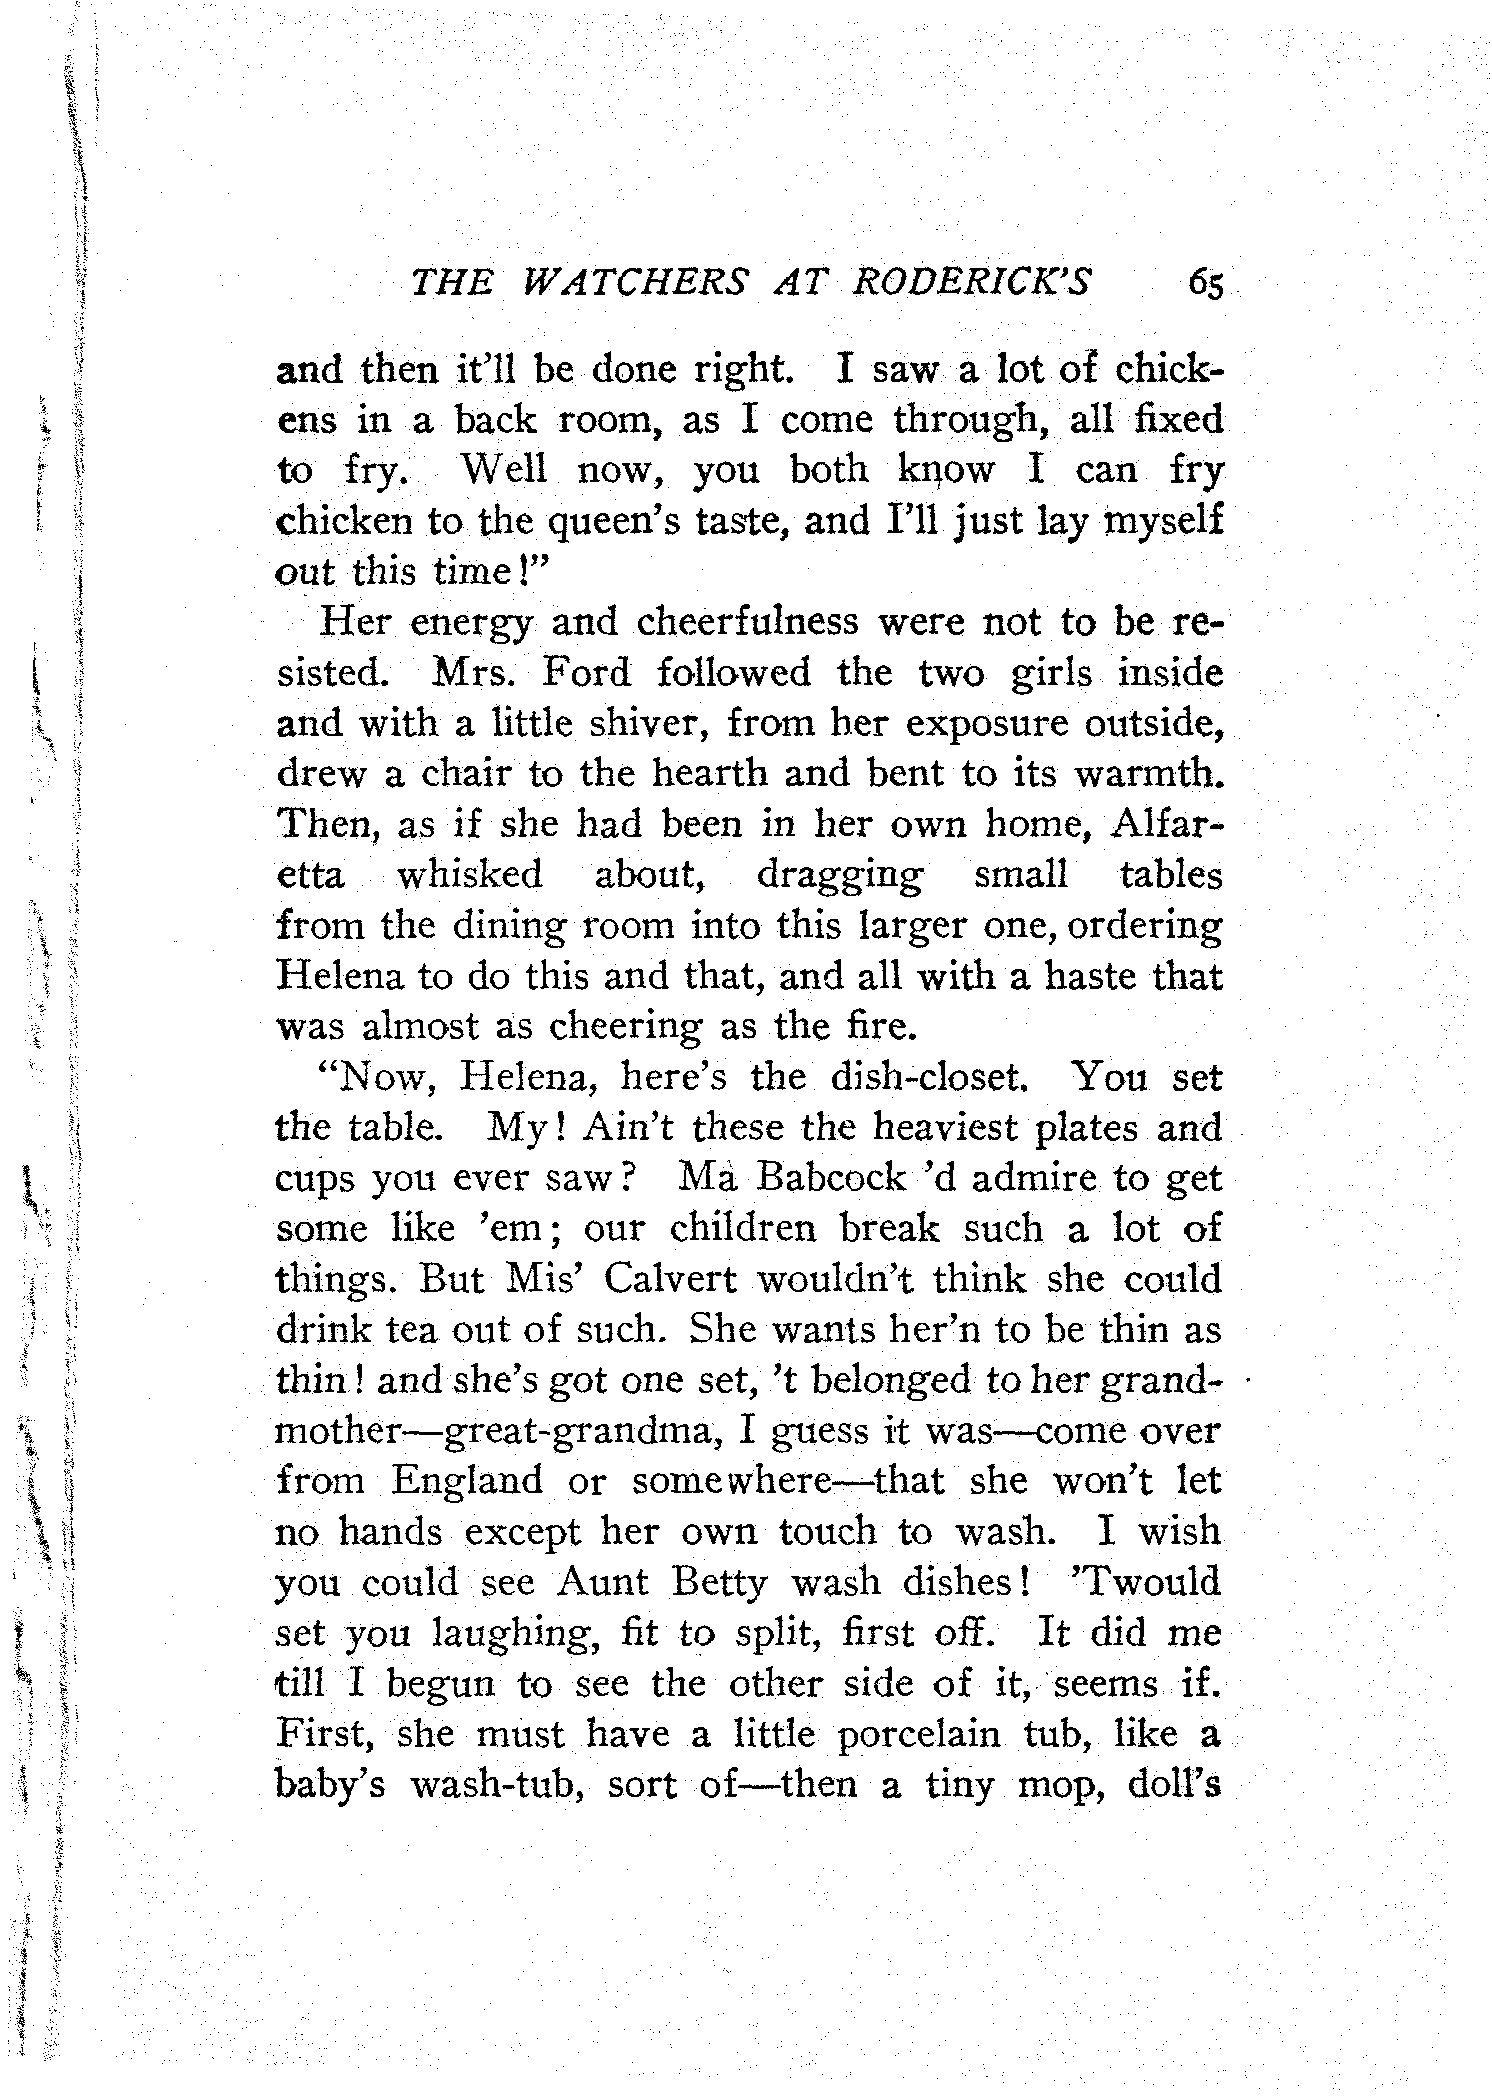 THE WATCHERS AT RODERICK'S 65
and then it'll be done right. I saw a lot of chick-
ens in a back room, as I come through, all fixed
to fry. Well now, you both know I can fry
chicken to the queen's taste, and I'll just lay myself
out this time!"
Her energy and cheerfulness were not to be re-
sisted. Mrs. Ford followed the two girls inside
and with a little shiver, from her exposure outside,
drew a chair to the hearth and bent to its warmth.
Then, as if she had been in her own home, Alfar-
etta whisked about, dragging small tables
from the dining room into this larger one, ordering
Helena to do this and that, and all with a haste that
was almost as cheering as the fire.
"Now, Helena, here's the dish-closet. You set
the table. My! Ain't these the heaviest plates and
cups you ever saw? Ma Babcock 'd admire to get
some like 'em; our children break such a lot of
things. But Mis' Calvert wouldn't think she could
drink tea out of such. She wants her'n to be thin as
thin! and she's got one set, 't belonged to her grand-
mother—great-grandma, I guess it was—come over
from England or somewhere—that she won't let
no hands except her own touch to wash. I wish
you could see Aunt Betty wash dishes! 'Twould
set you laughing, fit to split, first off. It did me
till I begun to see the other side of it, seems if.
First, she must have a little porcelain tub, like a
baby's wash-tub, sort of—then a tiny mop, doll's